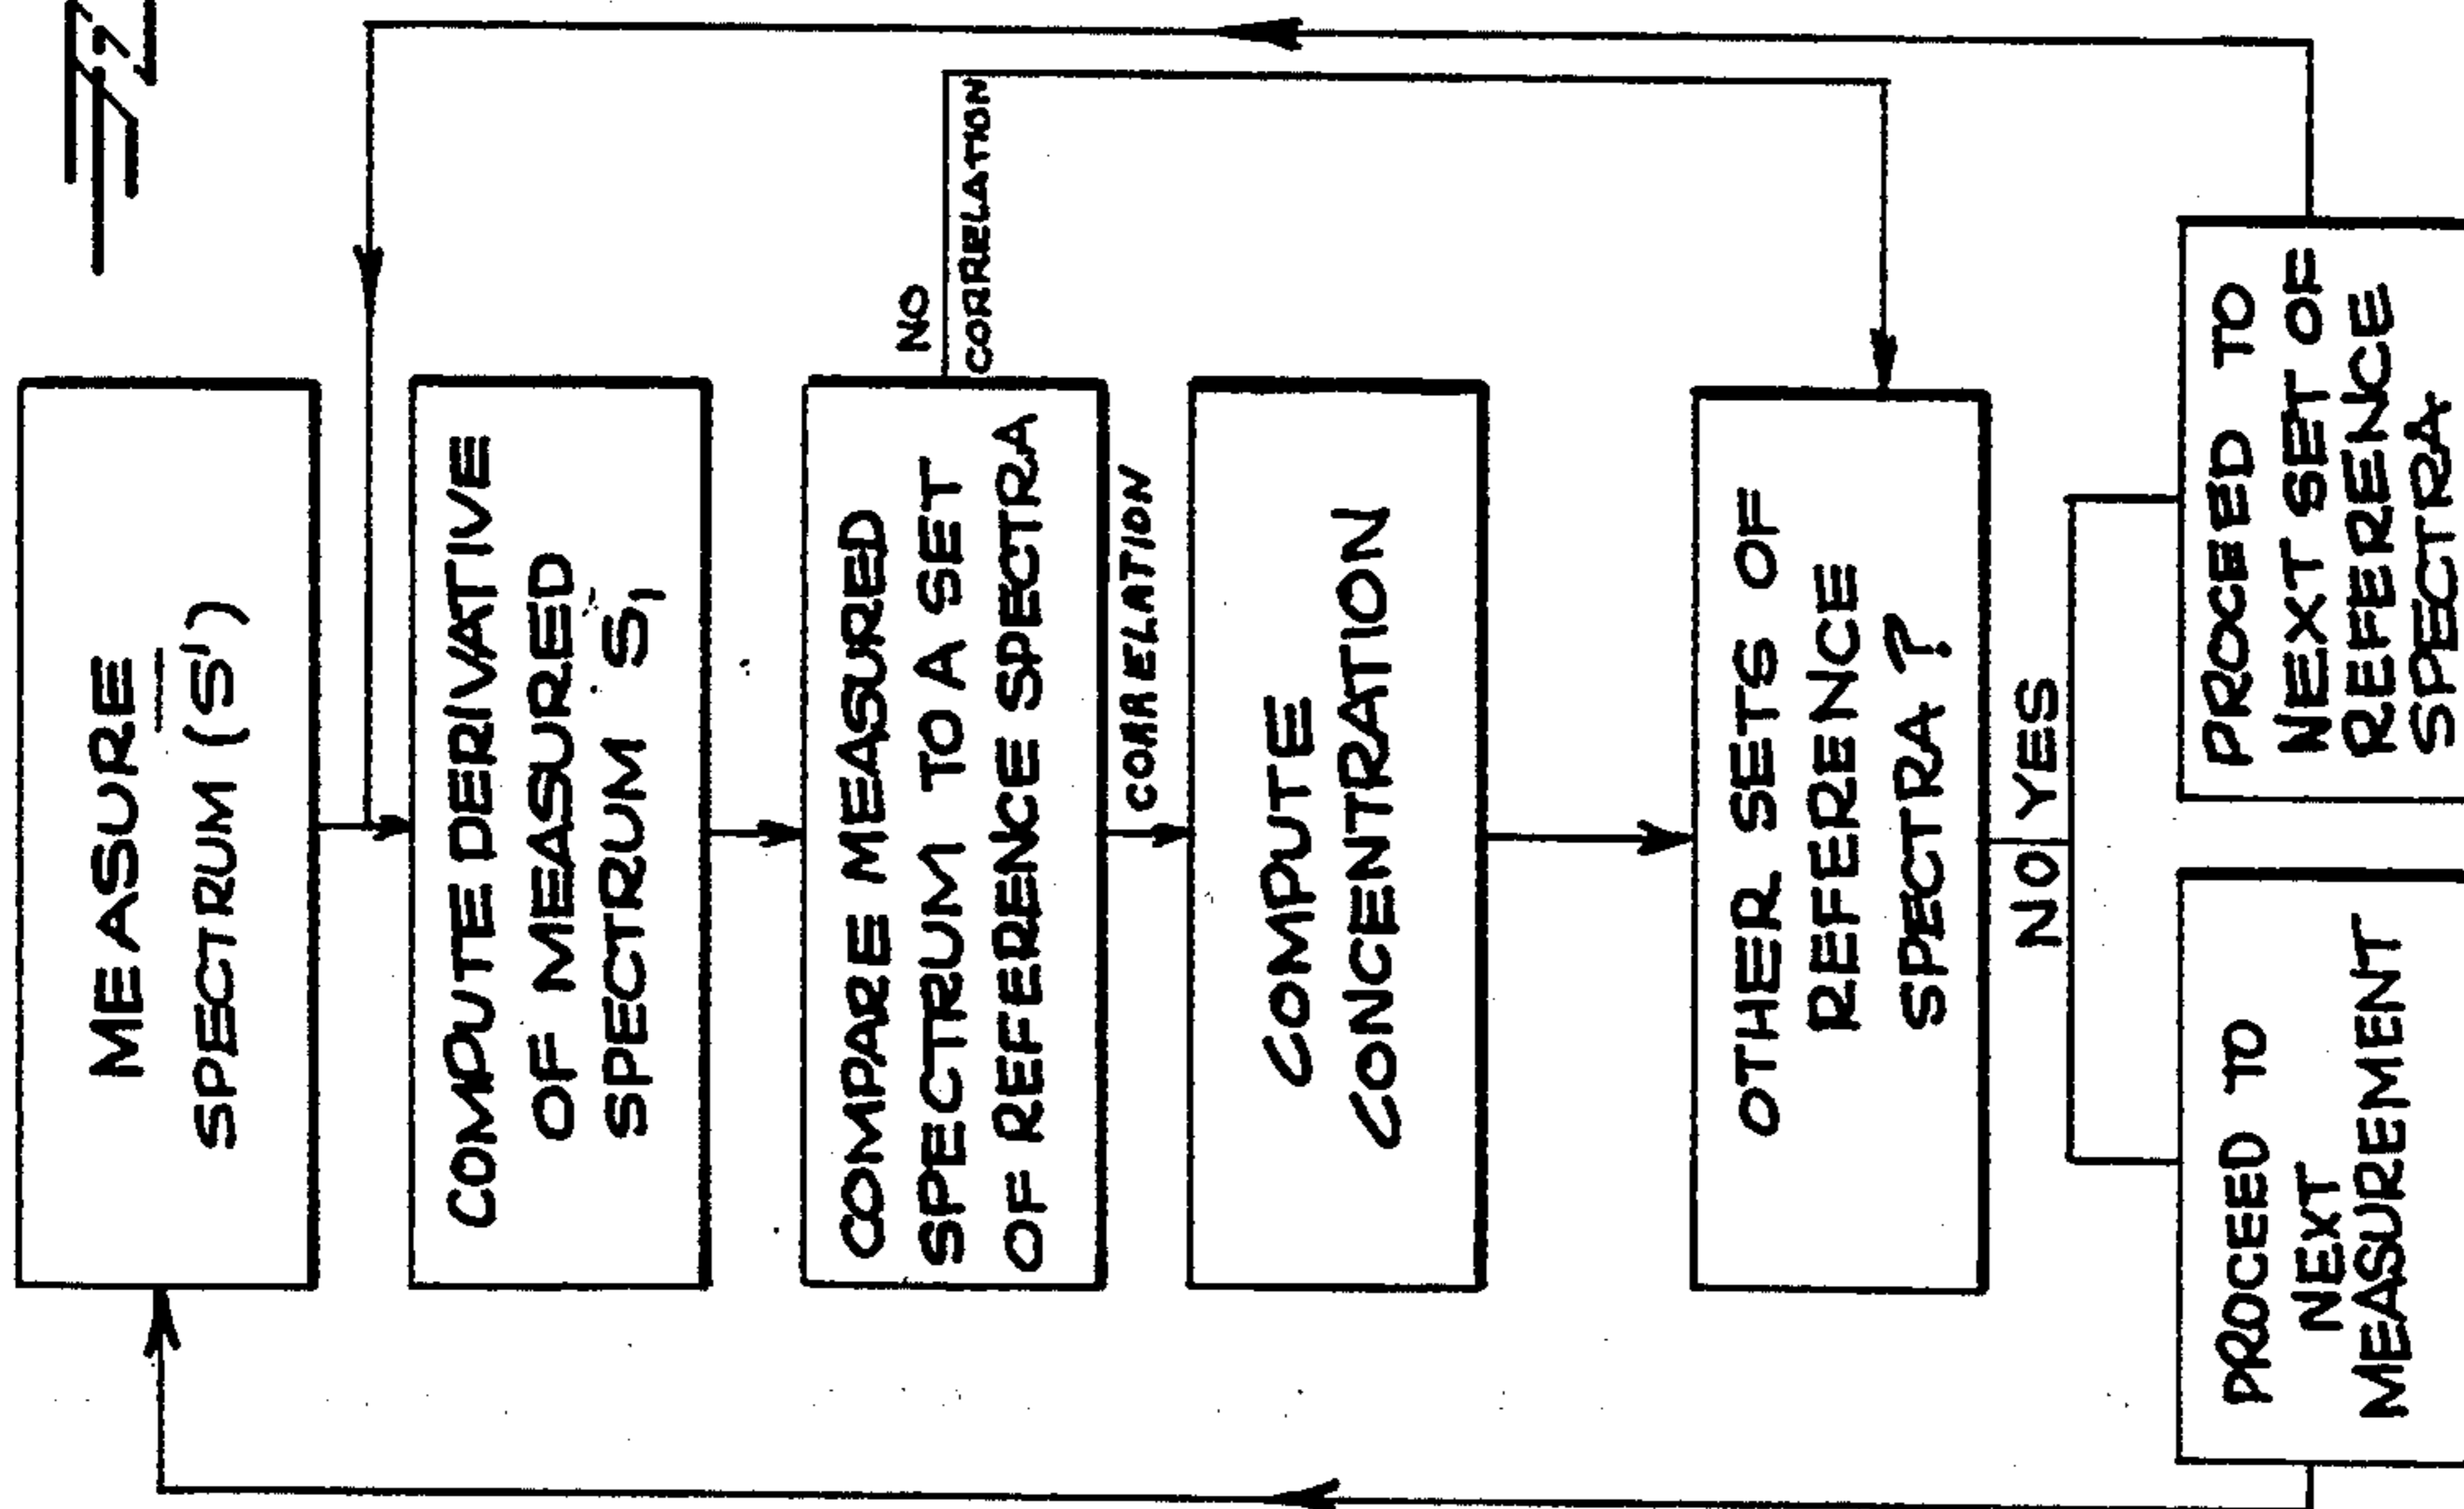 MEASURE
SPECTRUM (S')
COMPUTE DERIVATIVE
OF MEASURED
SPECTRUM S,
COMPARE MEASURED
SPECTRUM TO A SET
OF REFERENCE SPECTRA
NO
CORRELATION
CORRELATION
COMPUTE
CONCENTRATION
OTHER SETS OF
REFERENCE
SPECTRA?
NO YES
PROCEED TO
NEXT
MEASUREMENT
PROCEED TO
NEXT SET OF
REFERENCE
SPECTRA